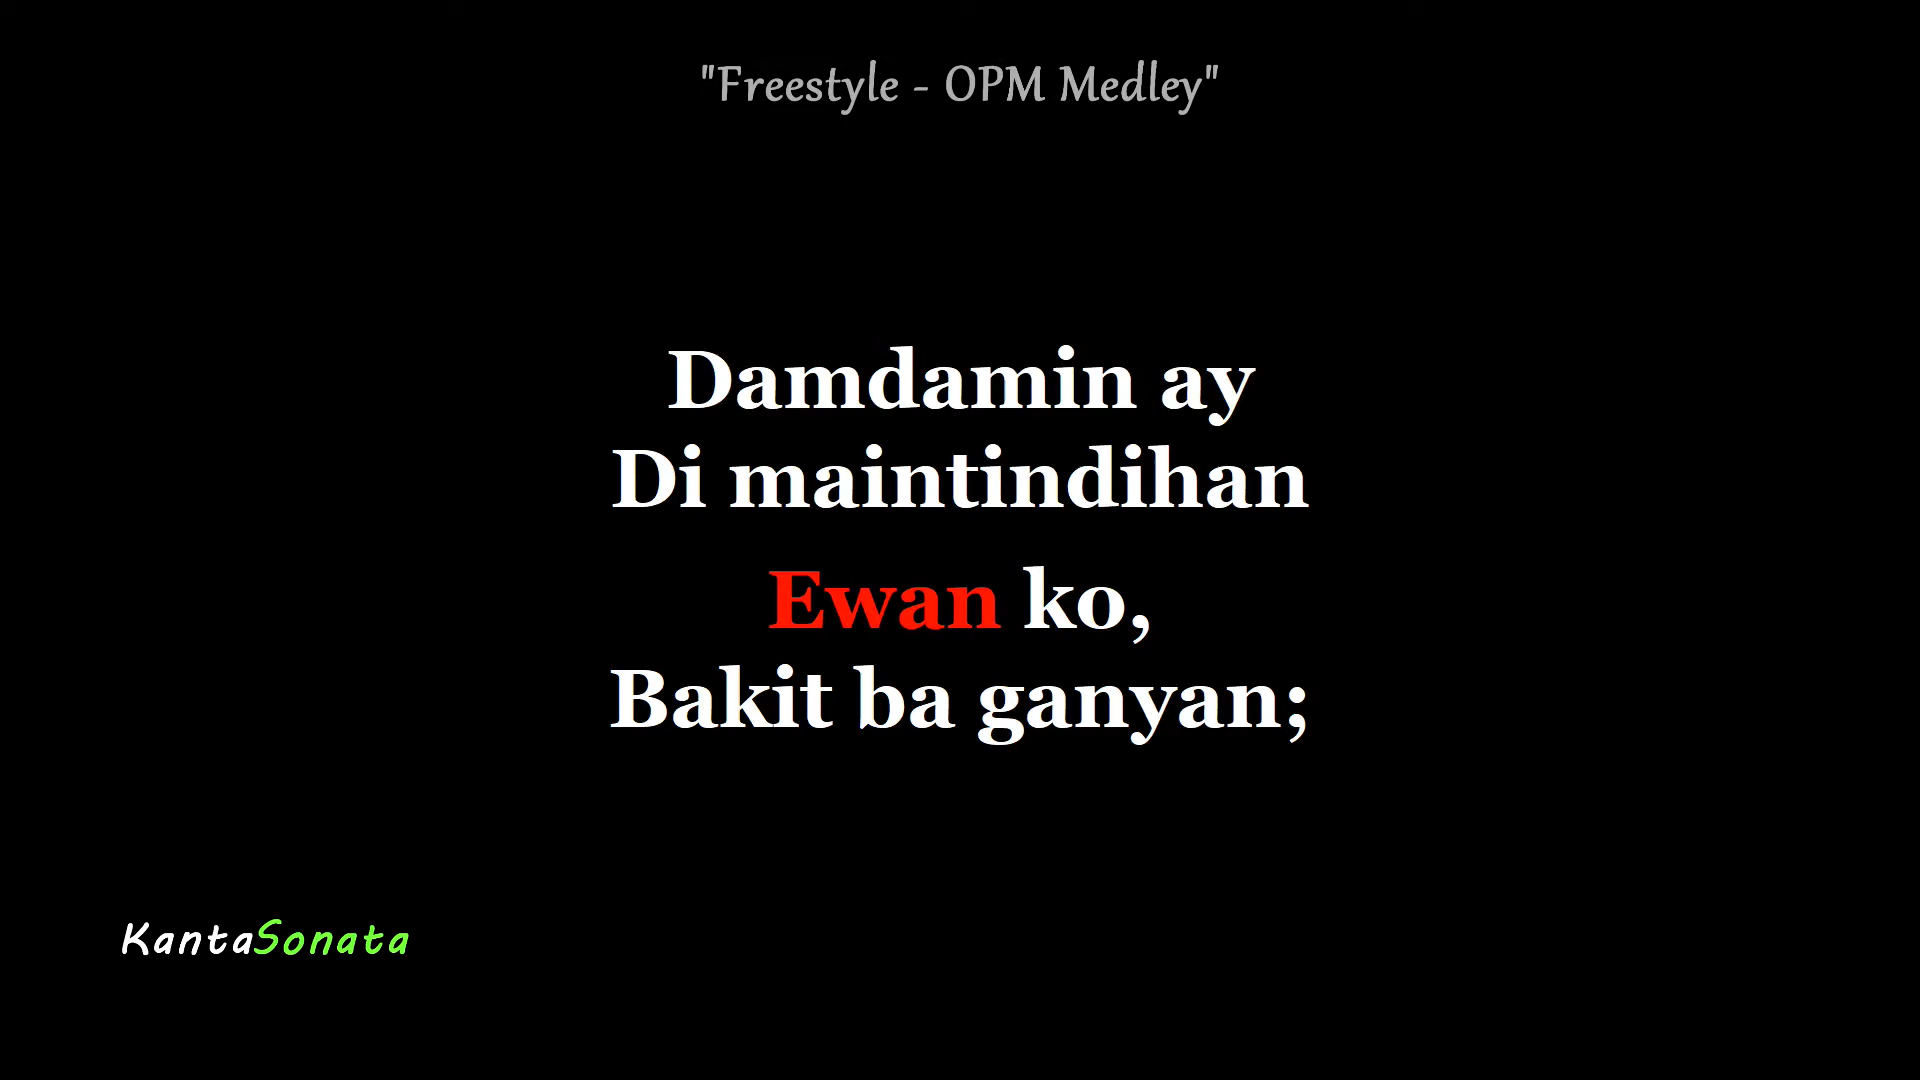 "Freestyle - OPM Medley"
Damdamin ay
Di maintindihan
Ewan ko,
Bakit ba ganyan;
KantaSonata